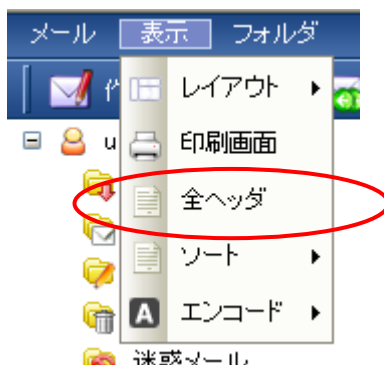 メール 表示 フォルダ
レイアウト
印刷画面
全ヘッダ
ソート
A エンコード
迷惑メール